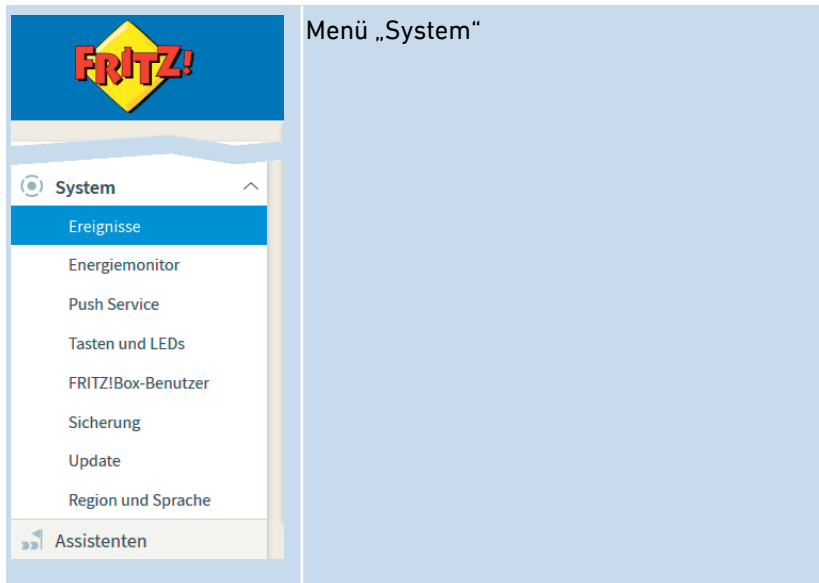 FRITZ!
Menü „System“
System
Ereignisse
Energiemonitor
Push Service
Tasten und LEDs
FRITZ!Box-Benutzer
Sicherung
Update
Region und Sprache
Assistenten